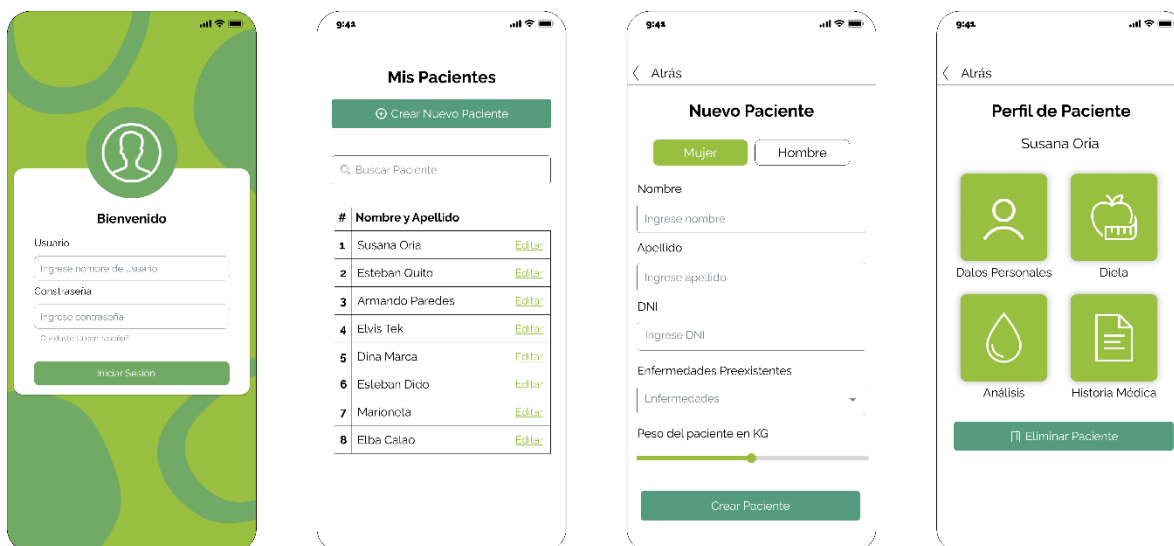 Bienvenido
Usuario
Ingrese nombre de usuario
Constraseña
Ingrese contraseña
Iniciar Sesión
9:41
Mis Pacientes
Crear Nuevo Paciente
Buscar Paciente
# Nombre y Apellido
1 Susana Oria Editar
2 Esteban Quito Editar
3 Armando Paredes Editar
4 Elvis Tek Editar
5 Dina Marca Editar
6 Esteban Dido Editar
7 Marioneta Editar
8 Elba Calao Editar
9:41
Atrás
Nuevo Paciente
Mujer Hombre
Nombre
Ingrese nombre
Apellido
Ingrese apellido
DNI
Ingrese DNI
Enfermedades Preexistentes
Enfermedades
Peso del paciente en KG
Crear Paciente
9:41
Atrás
Perfil de Paciente
Susana Oria
Datos Personales Dieta
Análisis Historia Médica
Eliminar Paciente